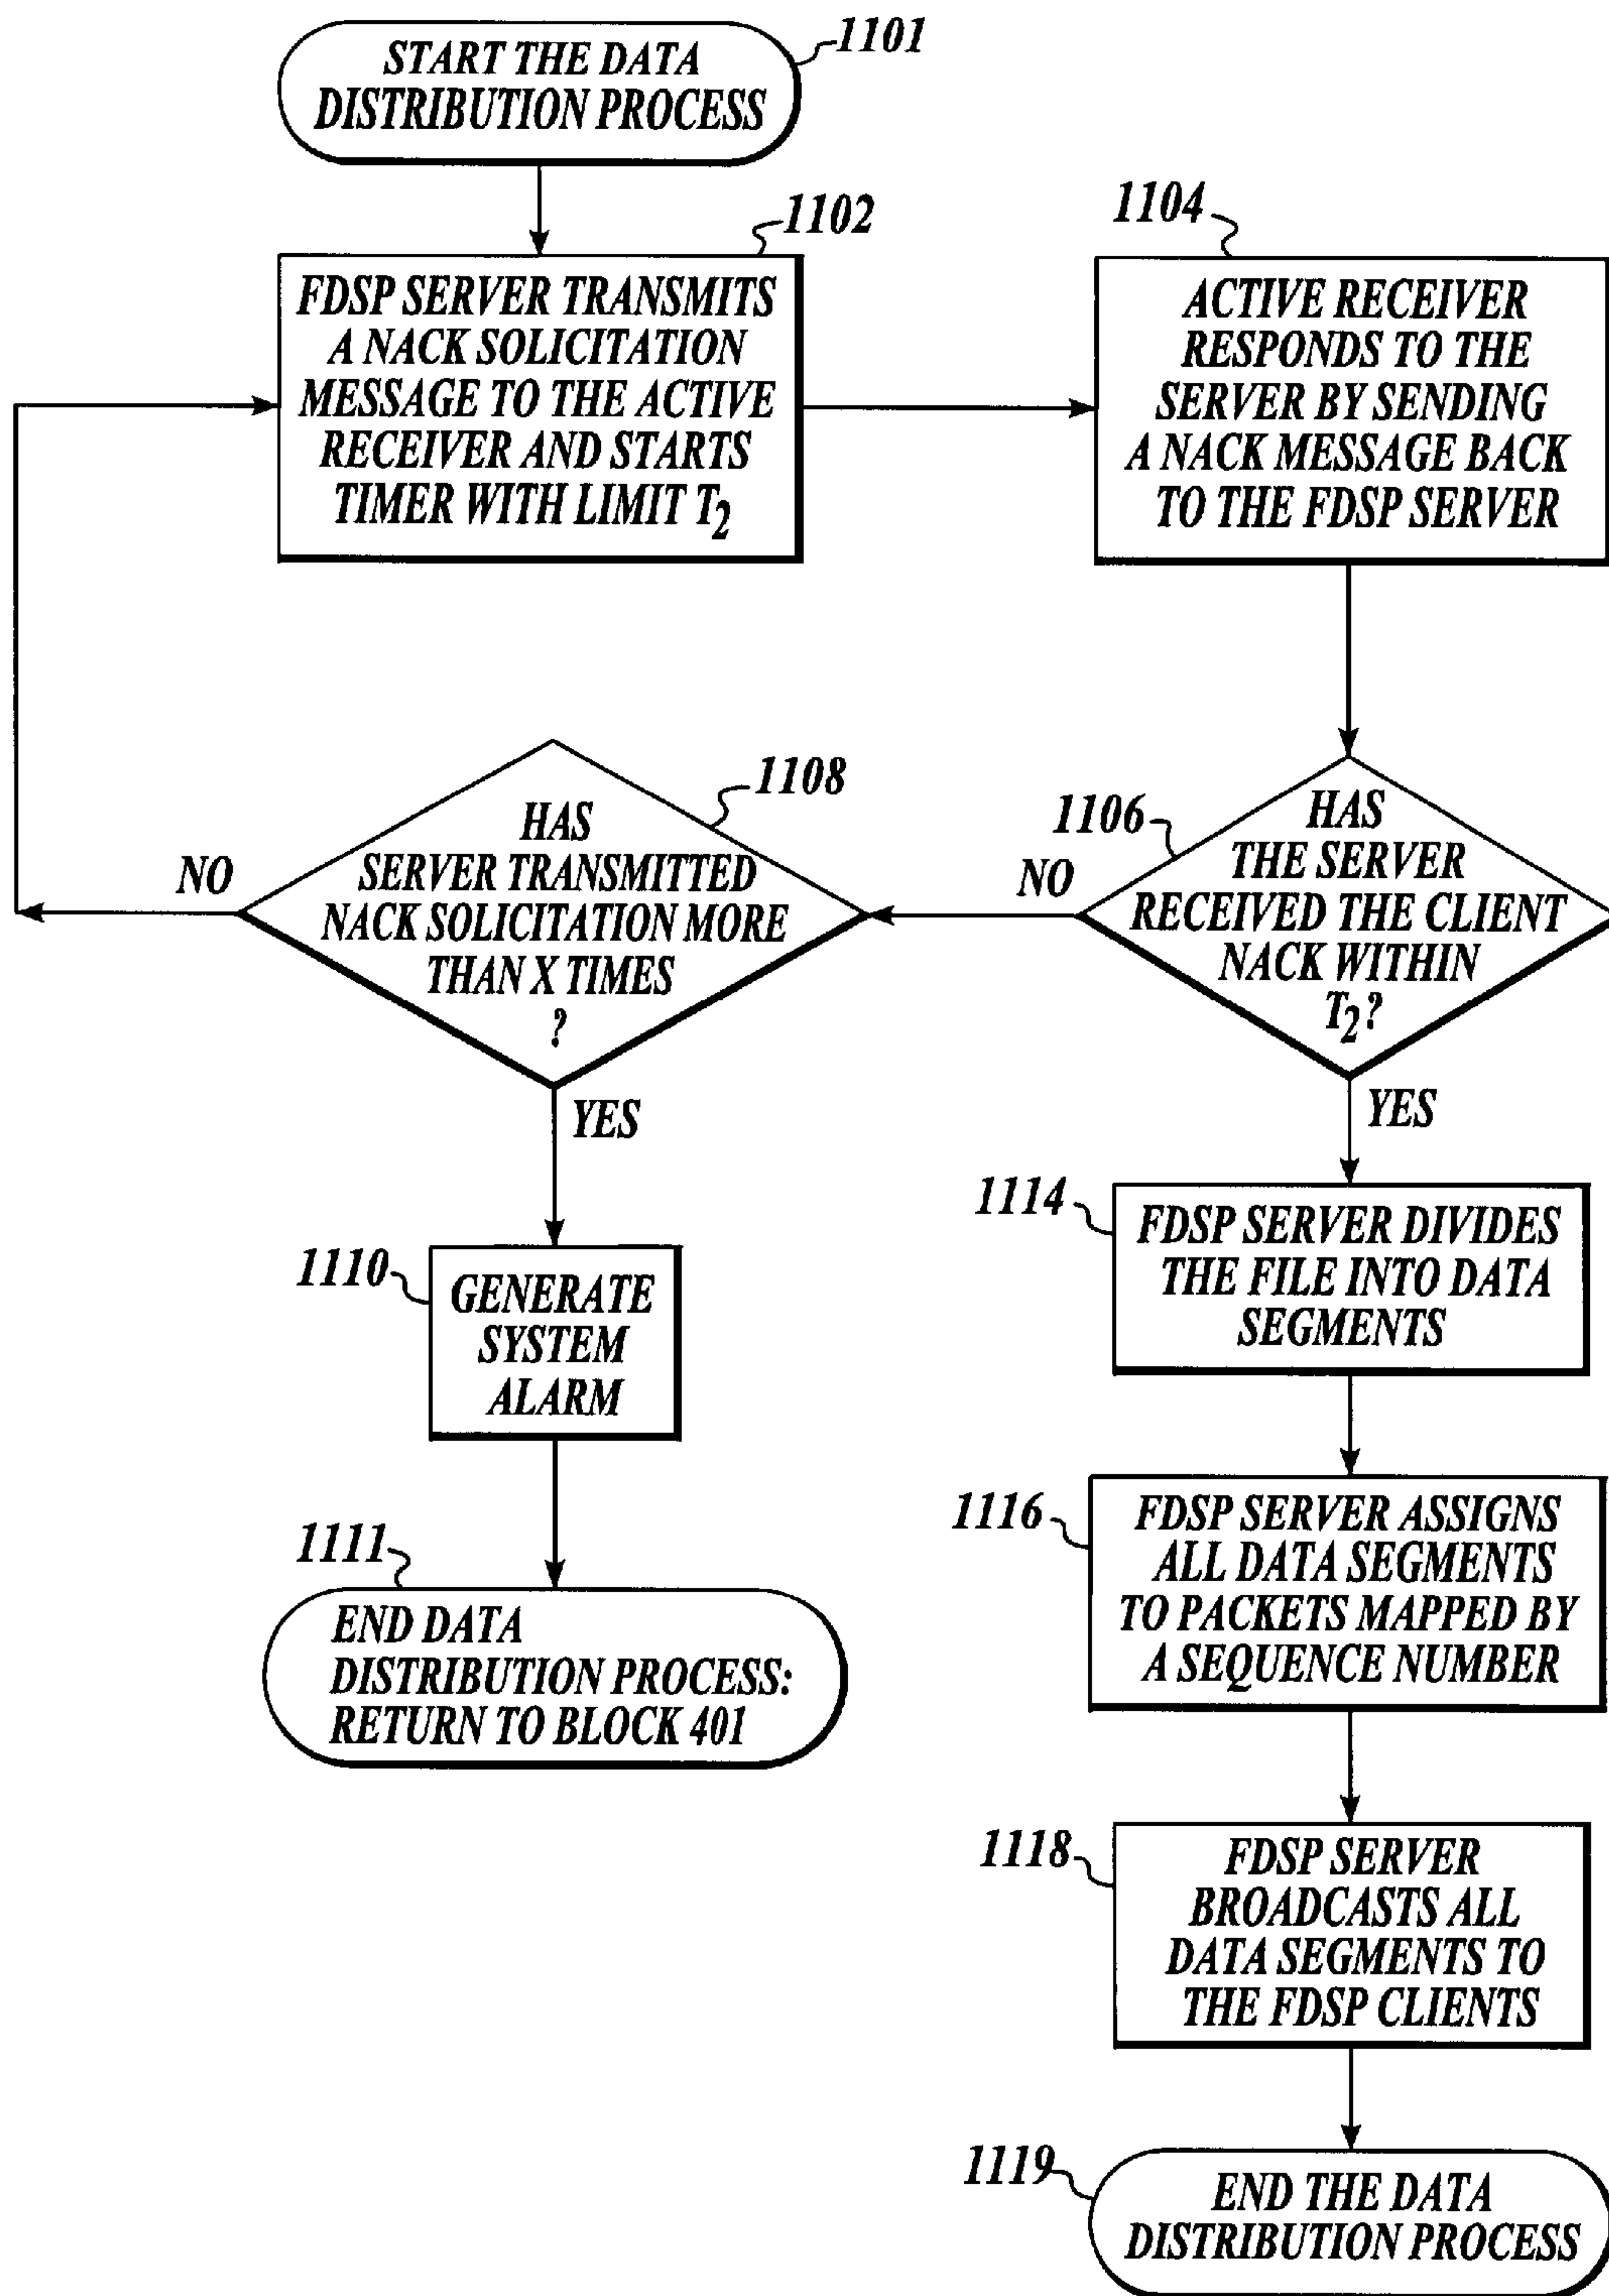 1101
START THE DATA
DISTRIBUTION PROCESS
1102
FDSP SERVER TRANSMITS
A NACK SOLICITATION
MESSAGE TO THE ACTIVE
RECEIVER AND STARTS
TIMER WITH LIMIT T2
1104
ACTIVE RECEIVER
RESPONDS TO THE
SERVER BY SENDING
A NACK MESSAGE BACK
TO THE FDSP SERVER
1106
HAS
THE SERVER
RECEIVED THE CLIENT
NACK WITHIN
T2?
NO
YES
1108
HAS
SERVER TRANSMITTED
NACK SOLICITATION MORE
THAN X TIMES
?
NO
YES
1110
GENERATE
SYSTEM
ALARM
1111
END DATA
DISTRIBUTION PROCESS:
RETURN TO BLOCK 401
1114
FDSP SERVER DIVIDES
THE FILE INTO DATA
SEGMENTS
1116
FDSP SERVER ASSIGNS
ALL DATA SEGMENTS
TO PACKETS MAPPED BY
A SEQUENCE NUMBER
1118
FDSP SERVER
BROADCASTS ALL
DATA SEGMENTS TO
THE FDSP CLIENTS
1119
END THE DATA
DISTRIBUTION PROCESS